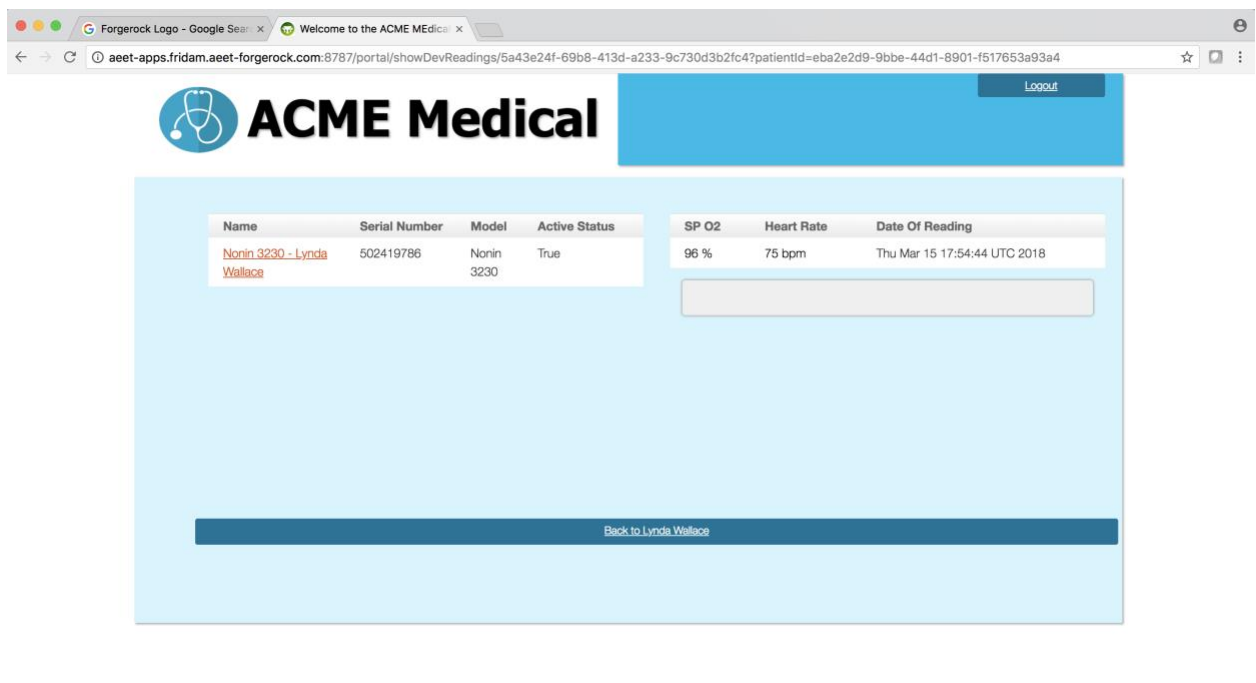 Forgerock Logo - Google Sear
Welcome to the ACME MEdical
aeet-apps.fridam.aeet-forgerock.com:8787/portal/showDevReadings/5a43e24f-69b8-413d-a233-9c730d3b2fc4?patientId=eba2e2d9-9bbe-44d1-8901-f517653a93a4
Logout
ACME Medical
Name Serial Number Model Active Status
Nonin 3230 - Lynda 502419786 Nonin True
Wallace 3230
SP O2 Heart Rate Date Of Reading
96 % 75 bpm Thu Mar 15 17:54:44 UTC 2018
Back to Lynda Wallace